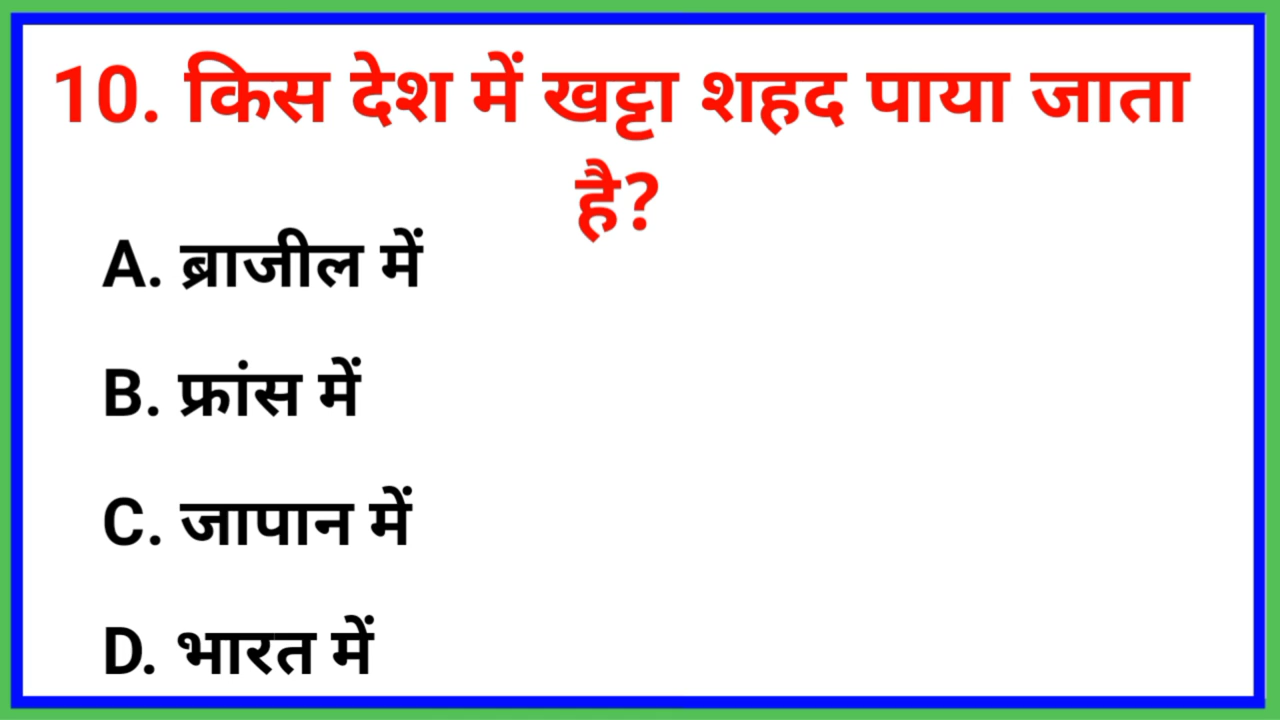 10. किस देश में खट्टा शहद पाया जाता
है?
A. ब्राजील में
B. फ्रांस में
C. जापान में
D. भारत में